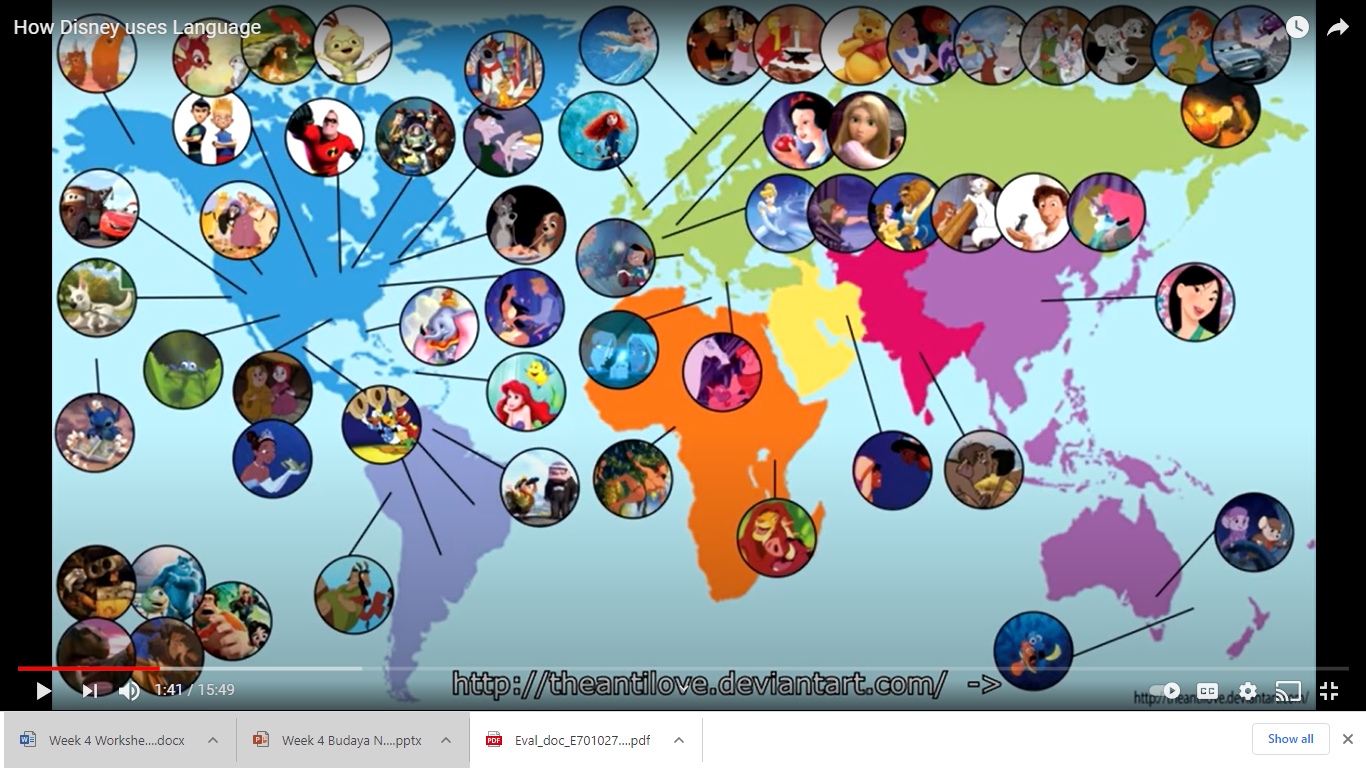 How Disney uses Language
http://theantilove.deviantart.com/ ->
http://theantilove.deviantart.com/
1:41 / 15:49
CC
Week 4 Workshe....docx
Week 4 Budaya N....pptx
Eval_doc_E701027....pdf
Show all